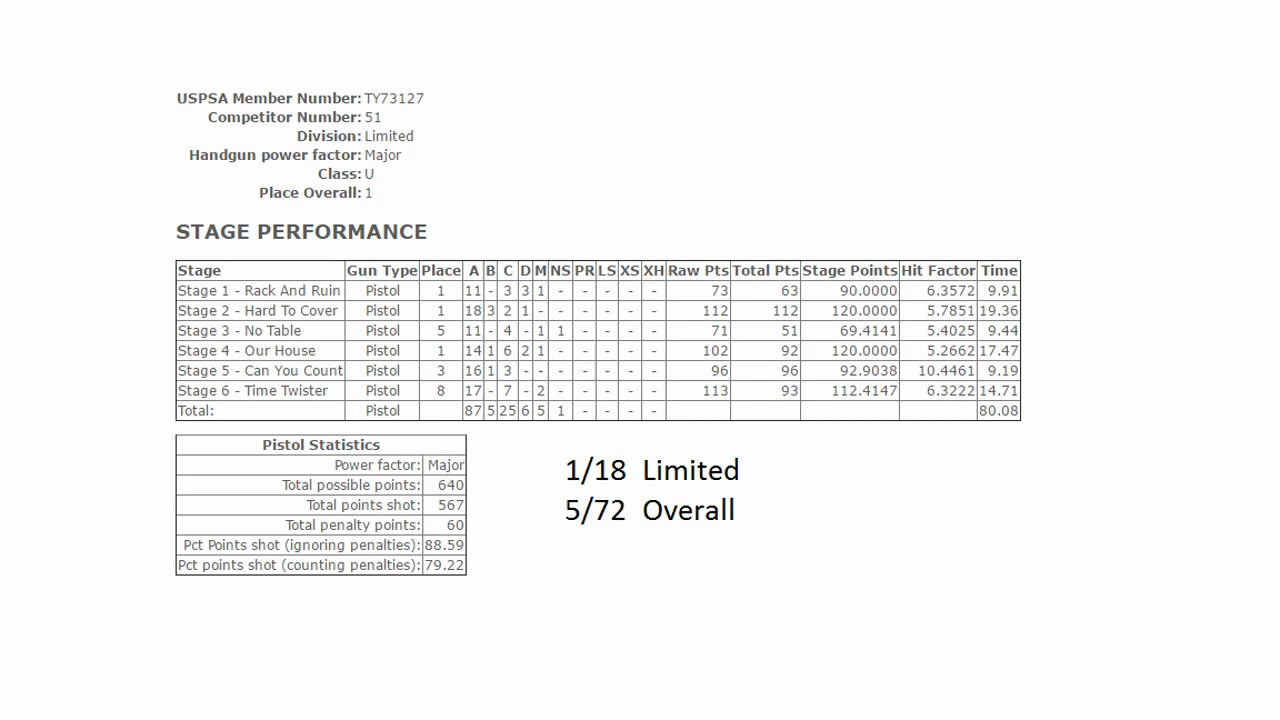 USPSA Member Number: TY73127
Competitor Number: 51
Division: Limited
Handgun power factor: Major
Class: U
Place Overall: 1
STAGE PERFORMANCE
Stage Gun Type Place A B C D M NS PR LS XS XH Raw Pts Total Pts Stage Points Hit Factor Time
Stage 1 - Rack And Ruin Pistol 1 11 - 3 3 1 - - - - - 73 63 90.0000 6.3572 9.91
Stage 2 - Hard To Cover Pistol 1 18 3 2 1 - - - - - - 112 112 120.0000 5.7851 19.36
Stage 3 - No Table Pistol 5 11 - 4 - 1 1 - - - - 71 51 69.4141 5.4025 9.44
Stage 4 - Our House Pistol 1 14 1 6 2 1 - - - - - 102 92 120.0000 5.2662 17.47
Stage 5 - Can You Count Pistol 3 16 1 3 - - - - - - - 96 96 92.9038 10.4461 9.19
Stage 6 - Time Twister Pistol 8 17 - 7 - 2 - - - - - 113 93 112.4147 6.3222 14.71
Total: Pistol 87 5 25 6 5 1 - - - - 80.08
Pistol Statistics
Power factor: Major
Total possible points: 640
Total points shot: 567
Total penalty points: 60
Pct Points shot (ignoring penalties): 88.59
Pct points shot (counting penalties): 79.22
1/18 Limited
5/72 Overall